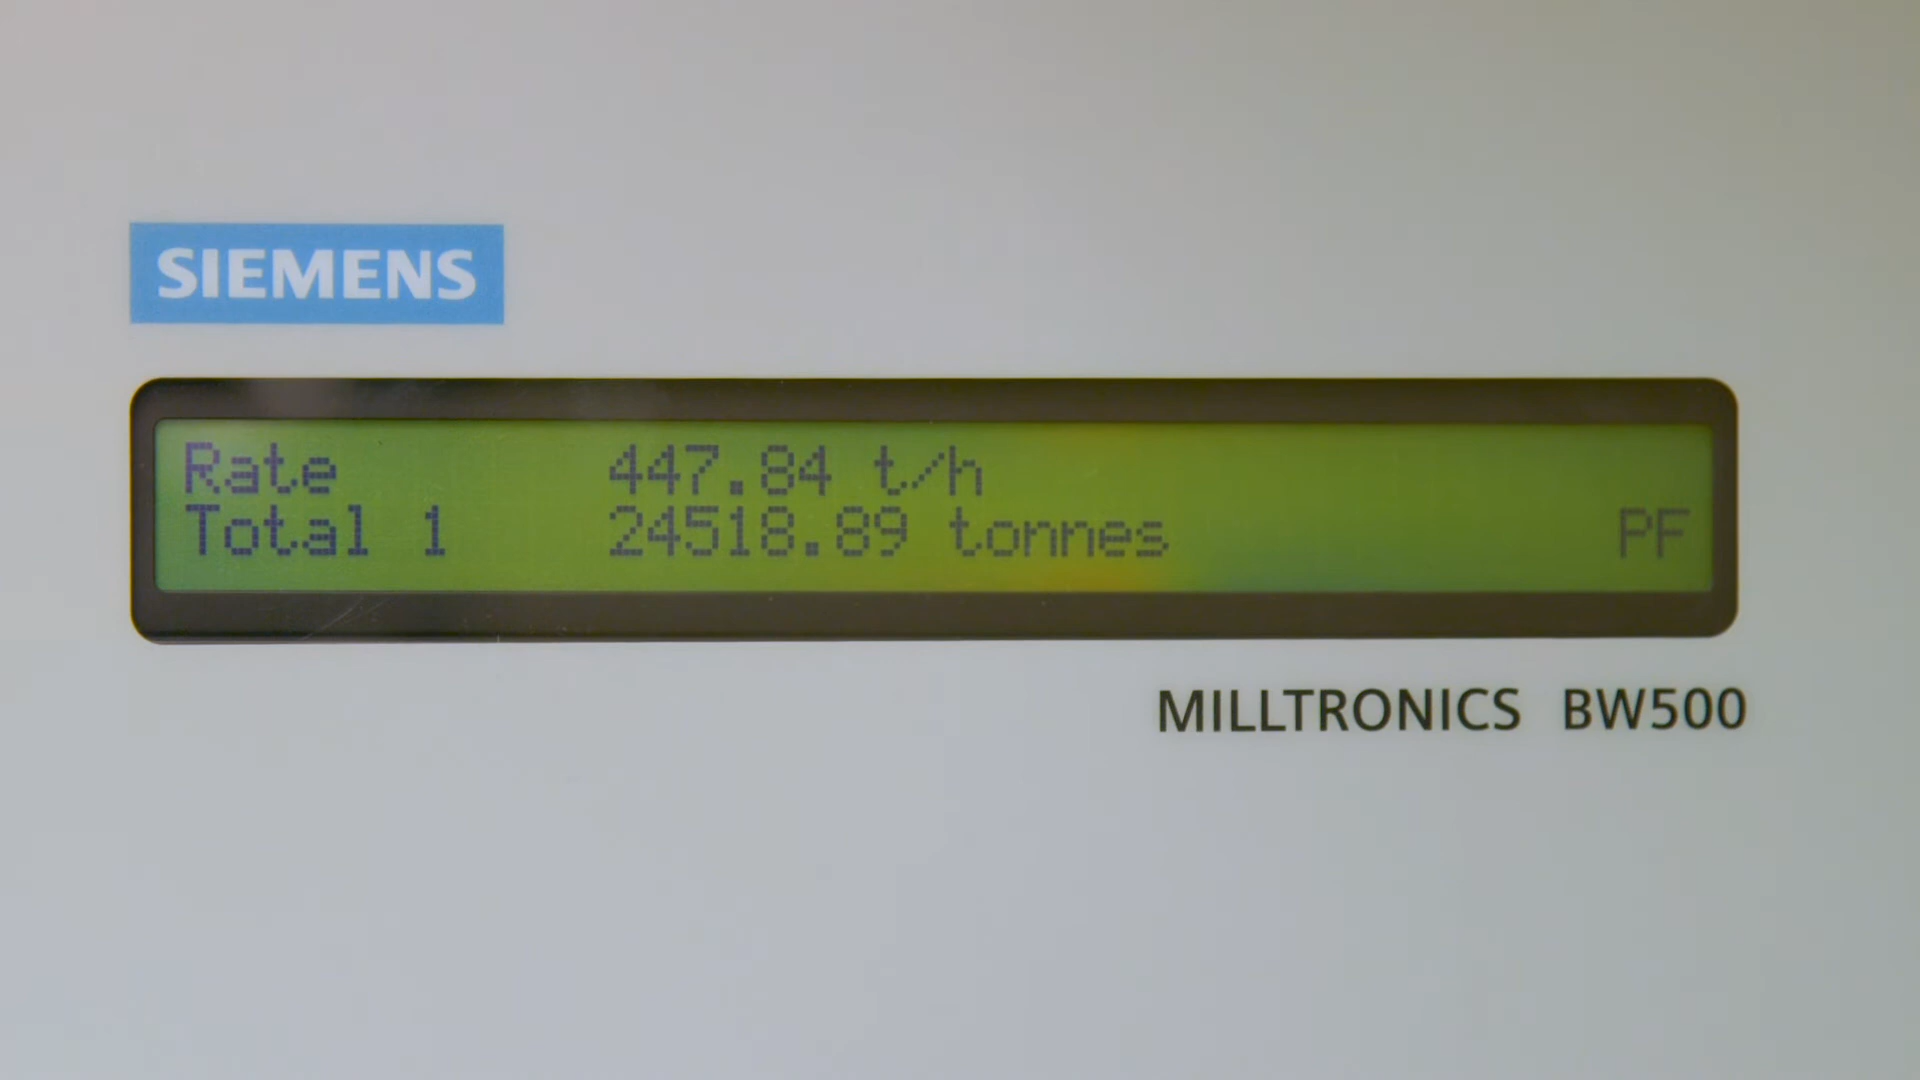 SIEMENS
Rate 447.84 t/h
Total 1 24518.89 tonnes PF
MILLTRONICS BW500